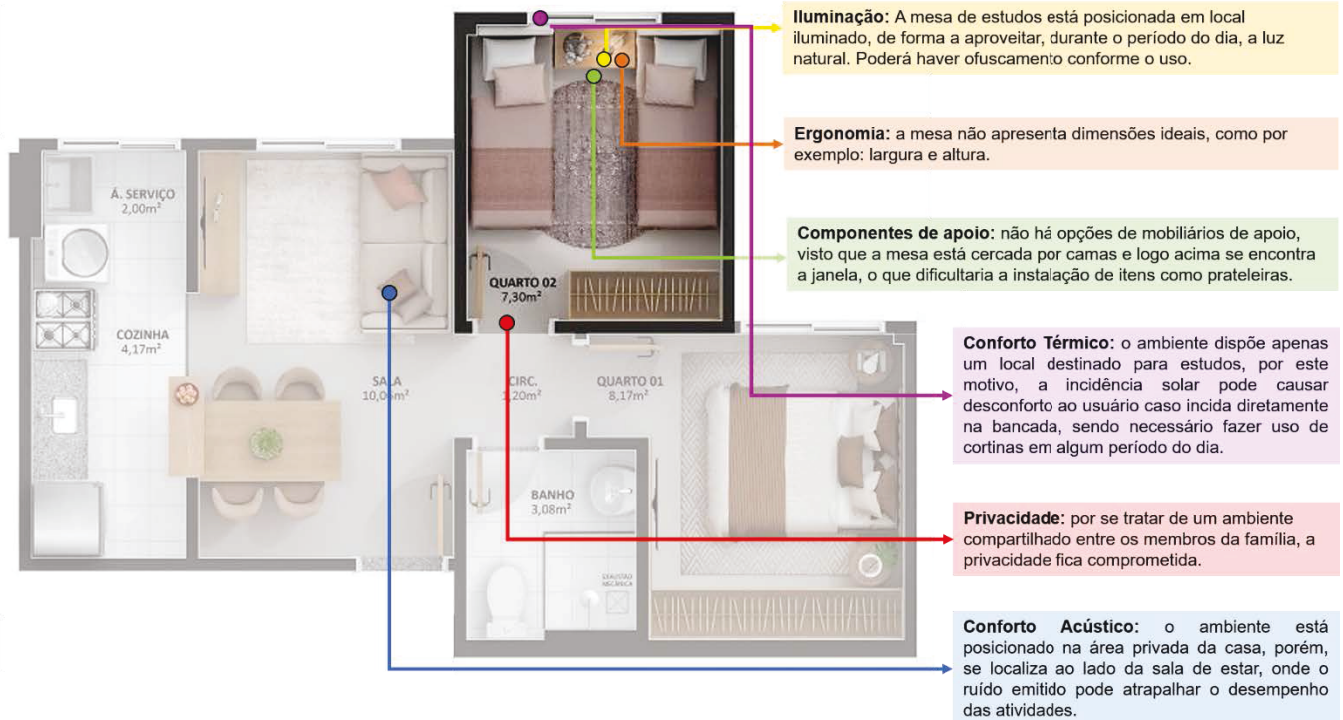 Iluminação: A mesa de estudos está posicionada em local
iluminado, de forma a aproveitar, durante o período do dia, a luz
natural. Poderá haver ofuscamento conforme o uso.
Ergonomia: a mesa não apresenta dimensões ideais, como por
exemplo: largura e altura.
Componentes de apoio: não há opções de mobiliários de apoio,
visto que a mesa está cercada por camas e logo acima se encontra
a janela, o que dificultaria a instalação de itens como prateleiras.
Conforto Térmico: o ambiente dispõe apenas
um local destinado para estudos, por este
motivo, a incidência solar pode causar
desconforto ao usuário caso incida diretamente
na bancada, sendo necessário fazer uso de
cortinas em algum período do dia.
Privacidade: por se tratar de um ambiente
compartilhado entre os membros da família, a
privacidade fica comprometida.
Conforto Acústico: o ambiente está
posicionado na área privada da casa, porém,
se localiza ao lado da sala de estar, onde o
ruído emitido pode atrapalhar o desempenho
das atividades.
Á. SERVIÇO
2,00m²
COZINHA
4,17m²
SALA
QUARTO 02
7,30m²
CIRC.
QUARTO 01
8,17m²
BANHO
3,08m²
EXAUSTÃO
MECÂNICA